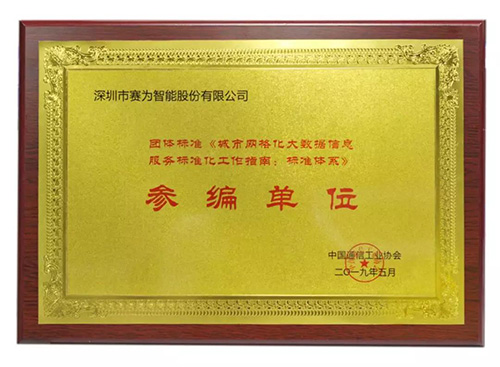 深圳市赛为智能股份有限公司
团体标准《城市网格化大数据信息
服务标准化工作指南：标准体系》
参编单位
中国通信工业协会
二〇一九年五月